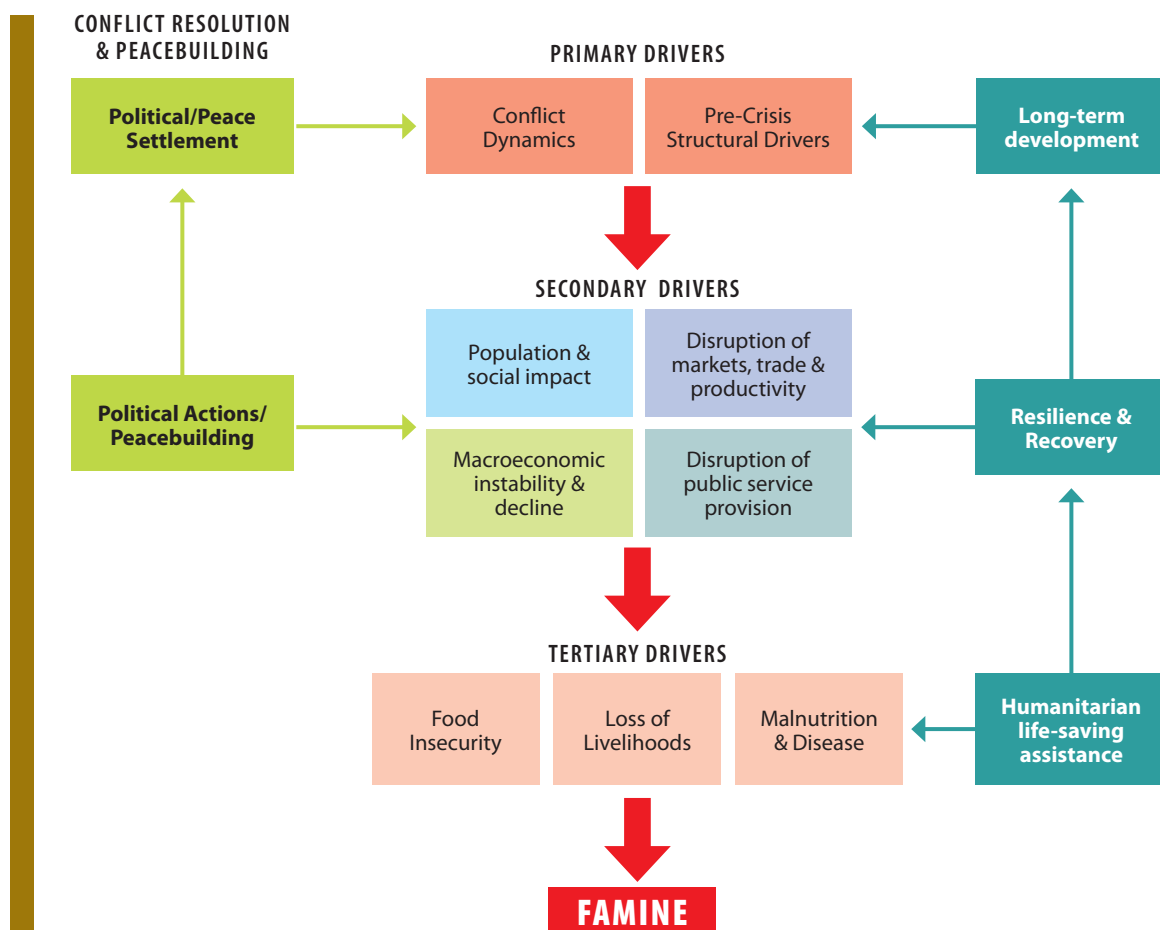 CONFLICT RESOLUTION
& PEACEBUILDING
PRIMARY DRIVERS
Political/Peace
Settlement
Conflict
Dynamics
Pre-Crisis
Structural Drivers
Long-term
development
SECONDARY DRIVERS
Population &
social impact
Disruption of
markets, trade &
productivity
Political Actions/
Peacebuilding
Resilience &
Recovery
Macroeconomic
instability &
decline
Disruption of
public service
provision
TERTIARY DRIVERS
Food
Insecurity
Loss of
Livelihoods
Malnutrition
& Disease
Humanitarian
life-saving
assistance
FAMINE